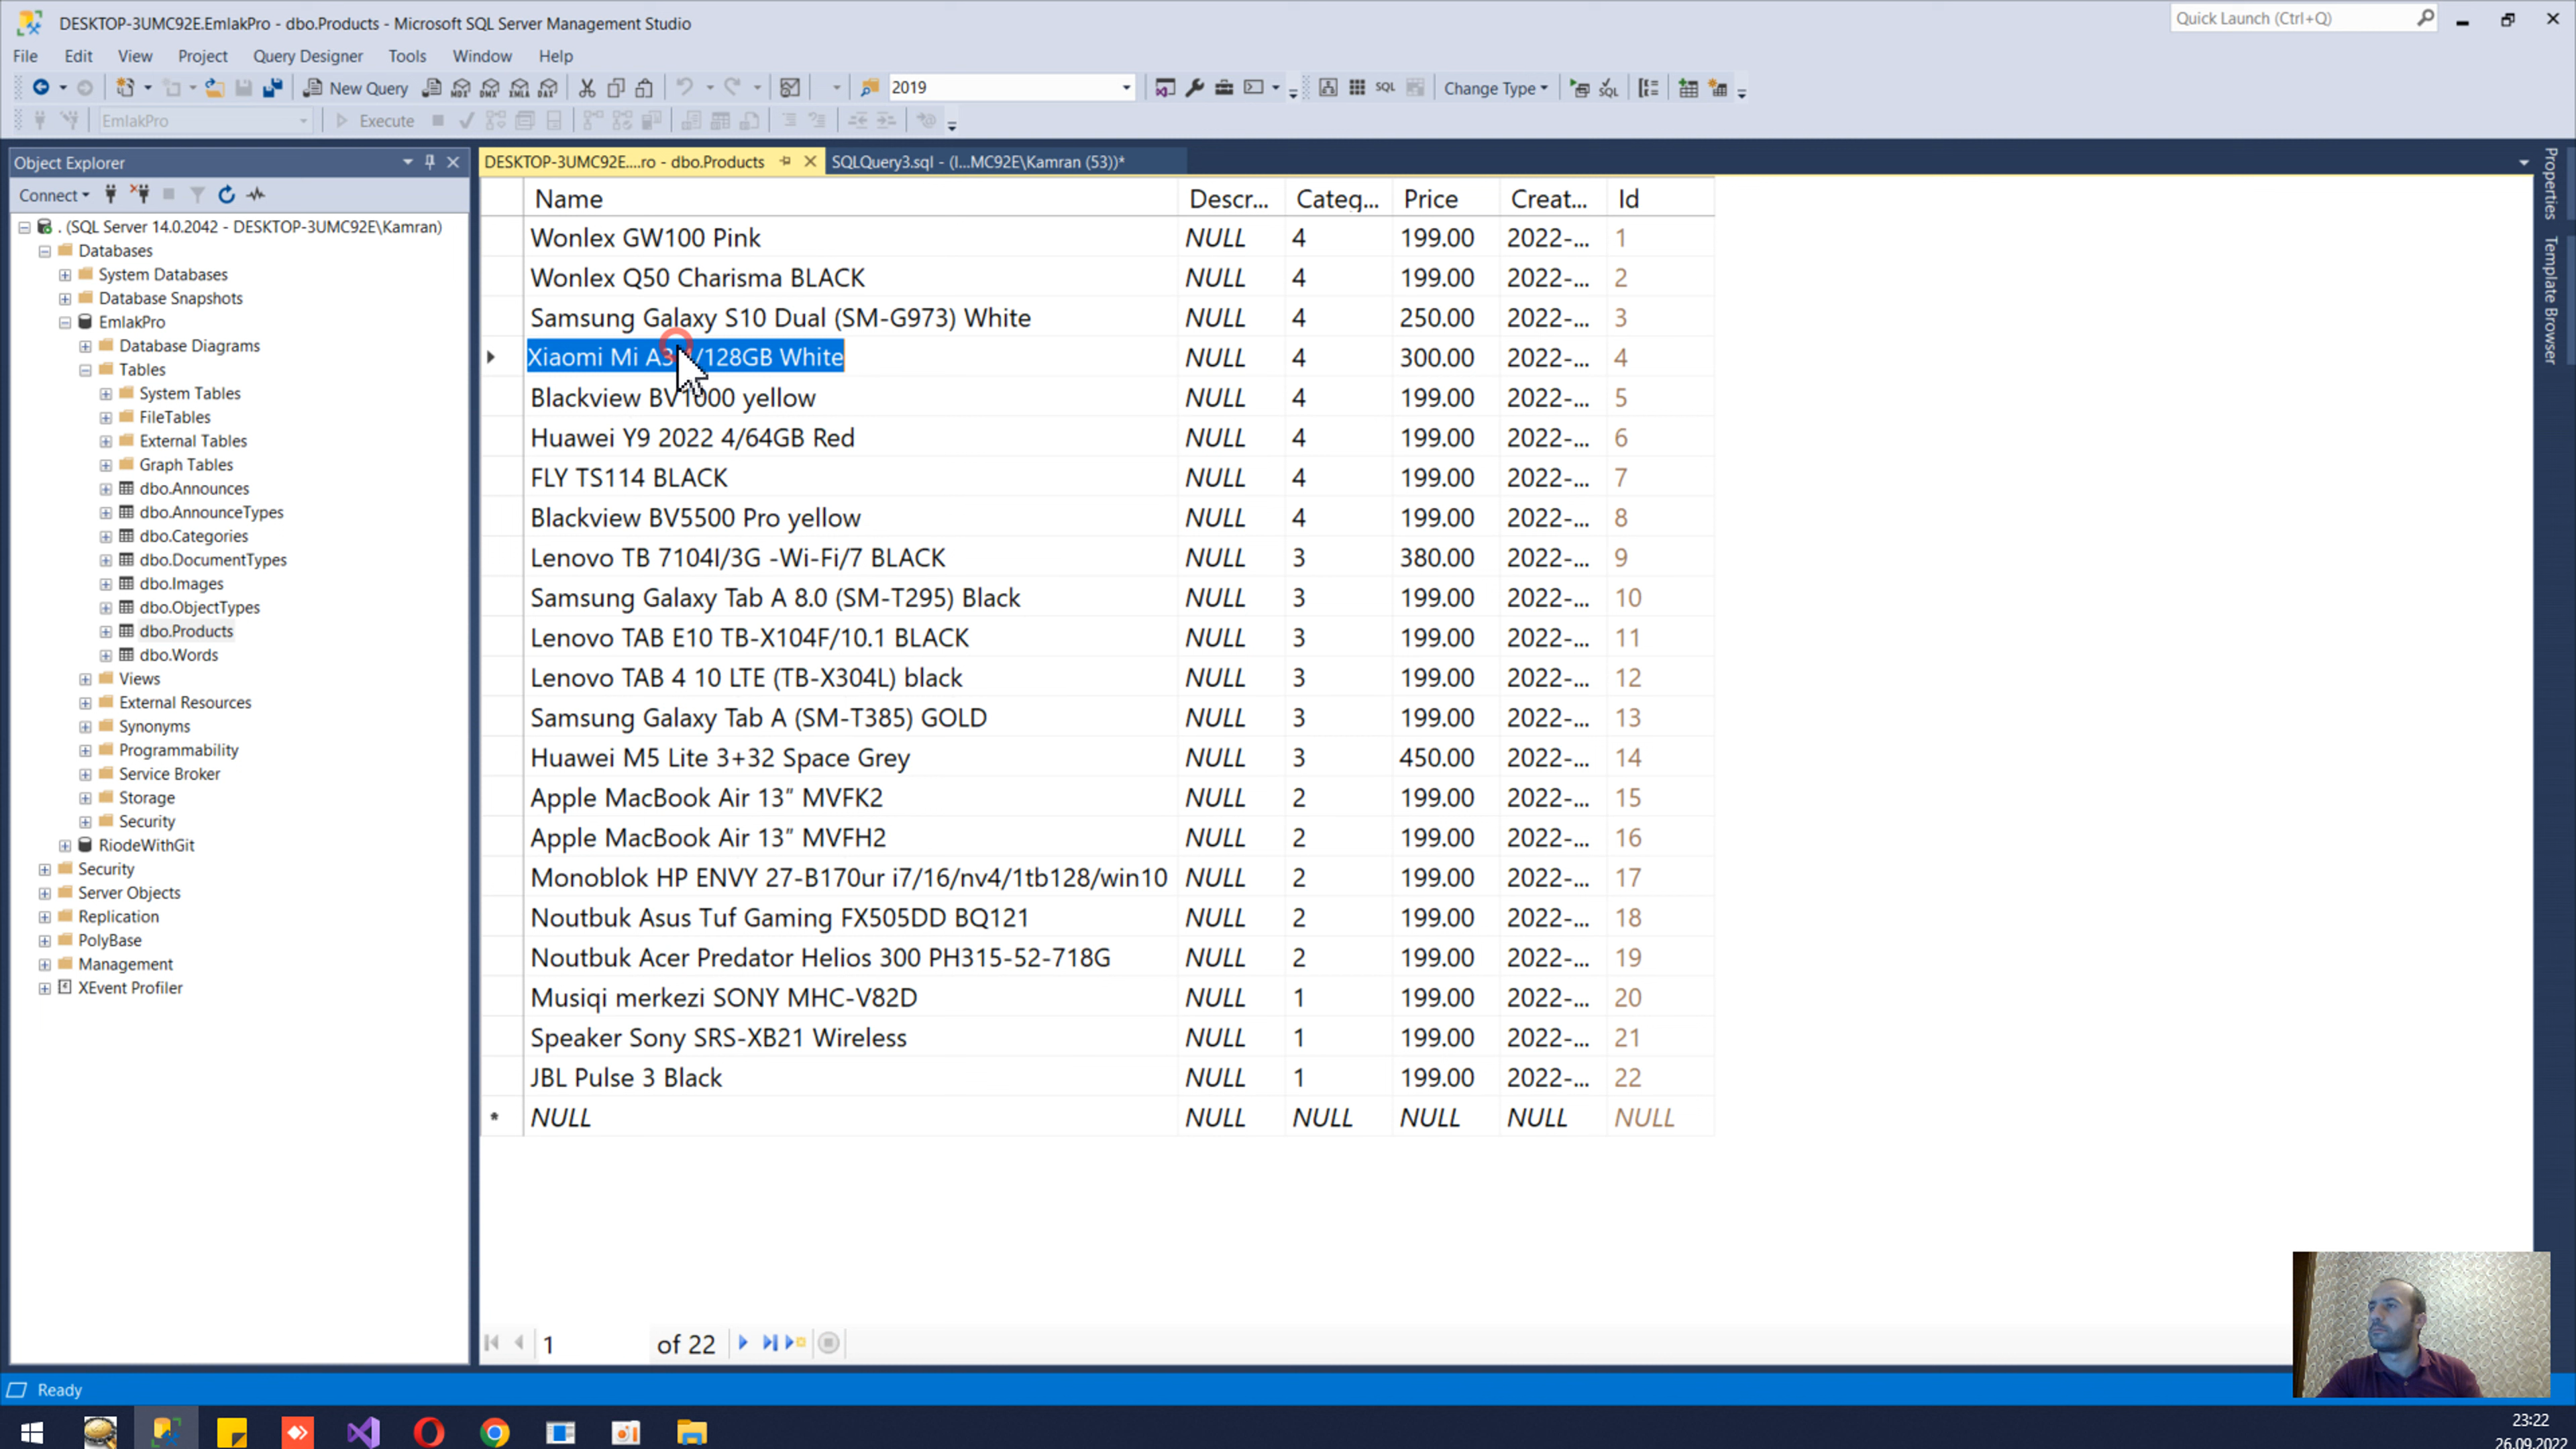 DESKTOP-3UMC92E.EmlakPro - dbo.Products - Microsoft SQL Server Management Studio
Quick Launch (Ctrl+Q)
File Edit View Project Query Designer Tools Window Help
New Query
MDX DMX XMLA DAX
2019
SQL
Change Type
SQL
EmlakPro
Execute
Object Explorer
DESKTOP-3UMC92E....ro - dbo.Products
SQLQuery3.sql - (l...MC92E\Kamran (53))*
Connect
. (SQL Server 14.0.2042 - DESKTOP-3UMC92E\Kamran)
Databases
System Databases
Database Snapshots
EmlakPro
Database Diagrams
Tables
System Tables
FileTables
External Tables
Graph Tables
dbo.Announces
dbo.AnnounceTypes
dbo.Categories
dbo.DocumentTypes
dbo.Images
dbo.ObjectTypes
dbo.Products
dbo.Words
Views
External Resources
Synonyms
Programmability
Service Broker
Storage
Security
RiodeWithGit
Security
Server Objects
Replication
PolyBase
Management
XEvent Profiler
Name Descr... Categ... Price Creat... Id
Wonlex GW100 Pink NULL 4 199.00 2022-... 1
Wonlex Q50 Charisma BLACK NULL 4 199.00 2022-... 2
Samsung Galaxy S10 Dual (SM-G973) White NULL 4 250.00 2022-... 3
Xiaomi Mi /128GB White NULL 4 300.00 2022-... 4
Blackview BV1000 yellow NULL 4 199.00 2022-... 5
Huawei Y9 2022 4/64GB Red NULL 4 199.00 2022-... 6
FLY TS114 BLACK NULL 4 199.00 2022-... 7
Blackview BV5500 Pro yellow NULL 4 199.00 2022-... 8
Lenovo TB 7104I/3G -Wi-Fi/7 BLACK NULL 3 380.00 2022-... 9
Samsung Galaxy Tab A 8.0 (SM-T295) Black NULL 3 199.00 2022-... 10
Lenovo TAB E10 TB-X104F/10.1 BLACK NULL 3 199.00 2022-... 11
Lenovo TAB 4 10 LTE (TB-X304L) black NULL 3 199.00 2022-... 12
Samsung Galaxy Tab A (SM-T385) GOLD NULL 3 199.00 2022-... 13
Huawei M5 Lite 3+32 Space Grey NULL 3 450.00 2022-... 14
Apple MacBook Air 13” MVFK2 NULL 2 199.00 2022-... 15
Apple MacBook Air 13” MVFH2 NULL 2 199.00 2022-... 16
Monoblok HP ENVY 27-B170ur i7/16/nv4/1tb128/win10 NULL 2 199.00 2022-... 17
Noutbuk Asus Tuf Gaming FX505DD BQ121 NULL 2 199.00 2022-... 18
Noutbuk Acer Predator Helios 300 PH315-52-718G NULL 2 199.00 2022-... 19
Musiqi merkezi SONY MHC-V82D NULL 1 199.00 2022-... 20
Speaker Sony SRS-XB21 Wireless NULL 1 199.00 2022-... 21
JBL Pulse 3 Black NULL 1 199.00 2022-... 22
* NULL NULL NULL NULL NULL NULL
1 of 22
Properties
Template Browser
Ready
23:22
26.09.2022